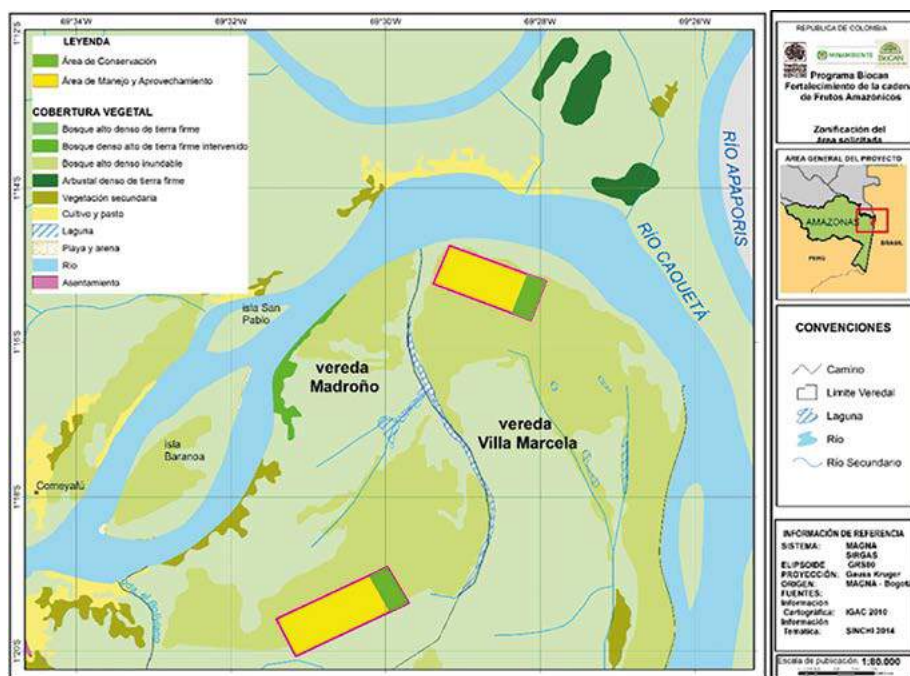 69°34'W 69°32'W 69°30'W 69°28'W 69°26'W
1°12'S
1°14'S
1°16'S
1°18'S
1°20'S
LEYENDA
Área de Conservación
Área de Manejo y Aprovechamiento
COBERTURA VEGETAL
Bosque alto denso de tierra firme
Bosque denso alto de tierra firme intervenido
Bosque alto denso inundable
Arbustal denso de tierra firme
Vegetación secundaria
Cultivo y pasto
Laguna
Playa y arena
Río
Asentamiento
RÍO APAPORIS
RÍO CAQUETÁ
isla San
Pablo
vereda
Madroño
vereda
Villa Marcela
isla
Baranoa
Comeyafú
REPUBLICA DE COLOMBIA
MINAMBIENTE
BIOCAN
Programa Biocan
Fortalecimiento de la cadena
de Frutos Amazónicos
Zonificación del
área solicitada
AREA GENERAL DEL PROYECTO
AMAZONAS
BRASIL
PERÚ
CONVENCIONES
Camino
Limite Veredal
Laguna
Río
Río Secundario
INFORMACIÓN DE REFERENCIA
SISTEMA: MAGNA
SIRGAS
ELIPSOIDE GRS80
PROYECCIÓN: Gauss Kruger
ORIGEN: MAGNA - Bogotá
FUENTES:
Información
Cartográfica: IGAC 2010
Información
Temática: SINCHI 2014
Escala de publicación 1:80.000